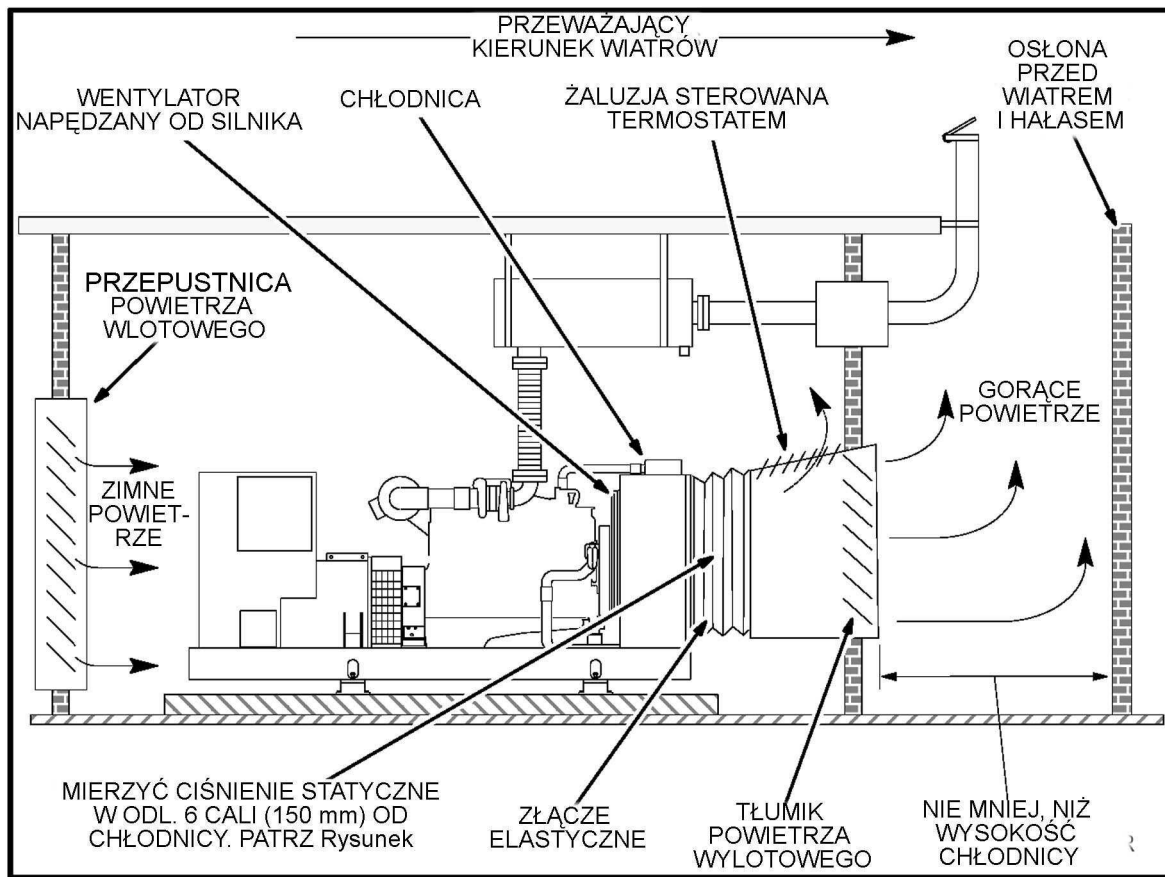 PRZEWAŻAJĄCY
KIERUNEK WIATRÓW
OSŁONA
PRZED
WIATREM
I HAŁASEM
WENTYLATOR
NAPĘDZANY OD SILNIKA
CHŁODNICA
ŻALUZJA STEROWANA
TERMOSTATEM
PRZEPUSTNICA
POWIETRZA
WLOTOWEGO
GORĄCE
POWIETRZE
ZIMNE
POWIET-
RZE
MIERZYĆ CIŚNIENIE STATYCZNE
W ODL. 6 CALI (150 mm) OD
CHŁODNICY. PATRZ Rysunek
ZŁĄCZE
ELASTYCZNE
TŁUMIK
POWIETRZA
WYLOTOWEGO
NIE MNIEJ, NIŻ
WYSOKOŚĆ
CHŁODNICY